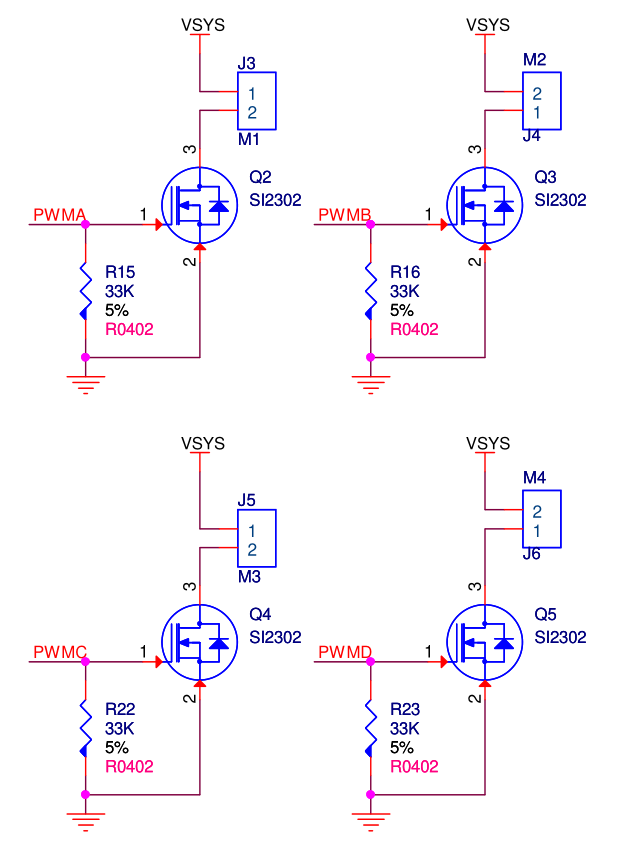 VSYS
J3
1
2
M1
3
Q2
SI2302
PWMA
1
2
R15
33K
5%
R0402
VSYS
M2
2
1
J4
3
Q3
SI2302
PWMB
1
2
R16
33K
5%
R0402
VSYS
J5
1
2
M3
3
Q4
SI2302
PWMC
1
2
R22
33K
5%
R0402
VSYS
M4
2
1
J6
3
Q5
SI2302
PWMD
1
2
R23
33K
5%
R0402